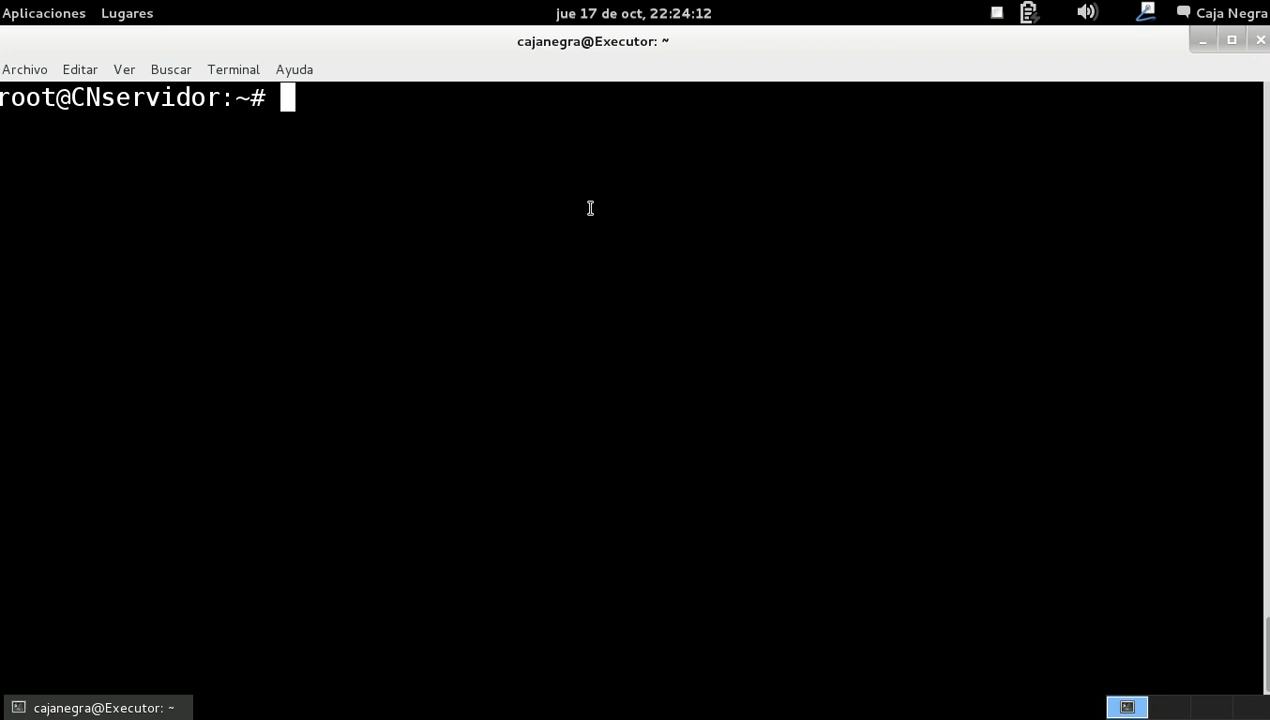 Aplicaciones Lugares jue 17 de oct, 22:24:12 Caja Negra
cajanegra@Executor: ~
Archivo Editar Ver Buscar Terminal Ayuda
root@CNservidor:~#
cajanegra@Executor: ~